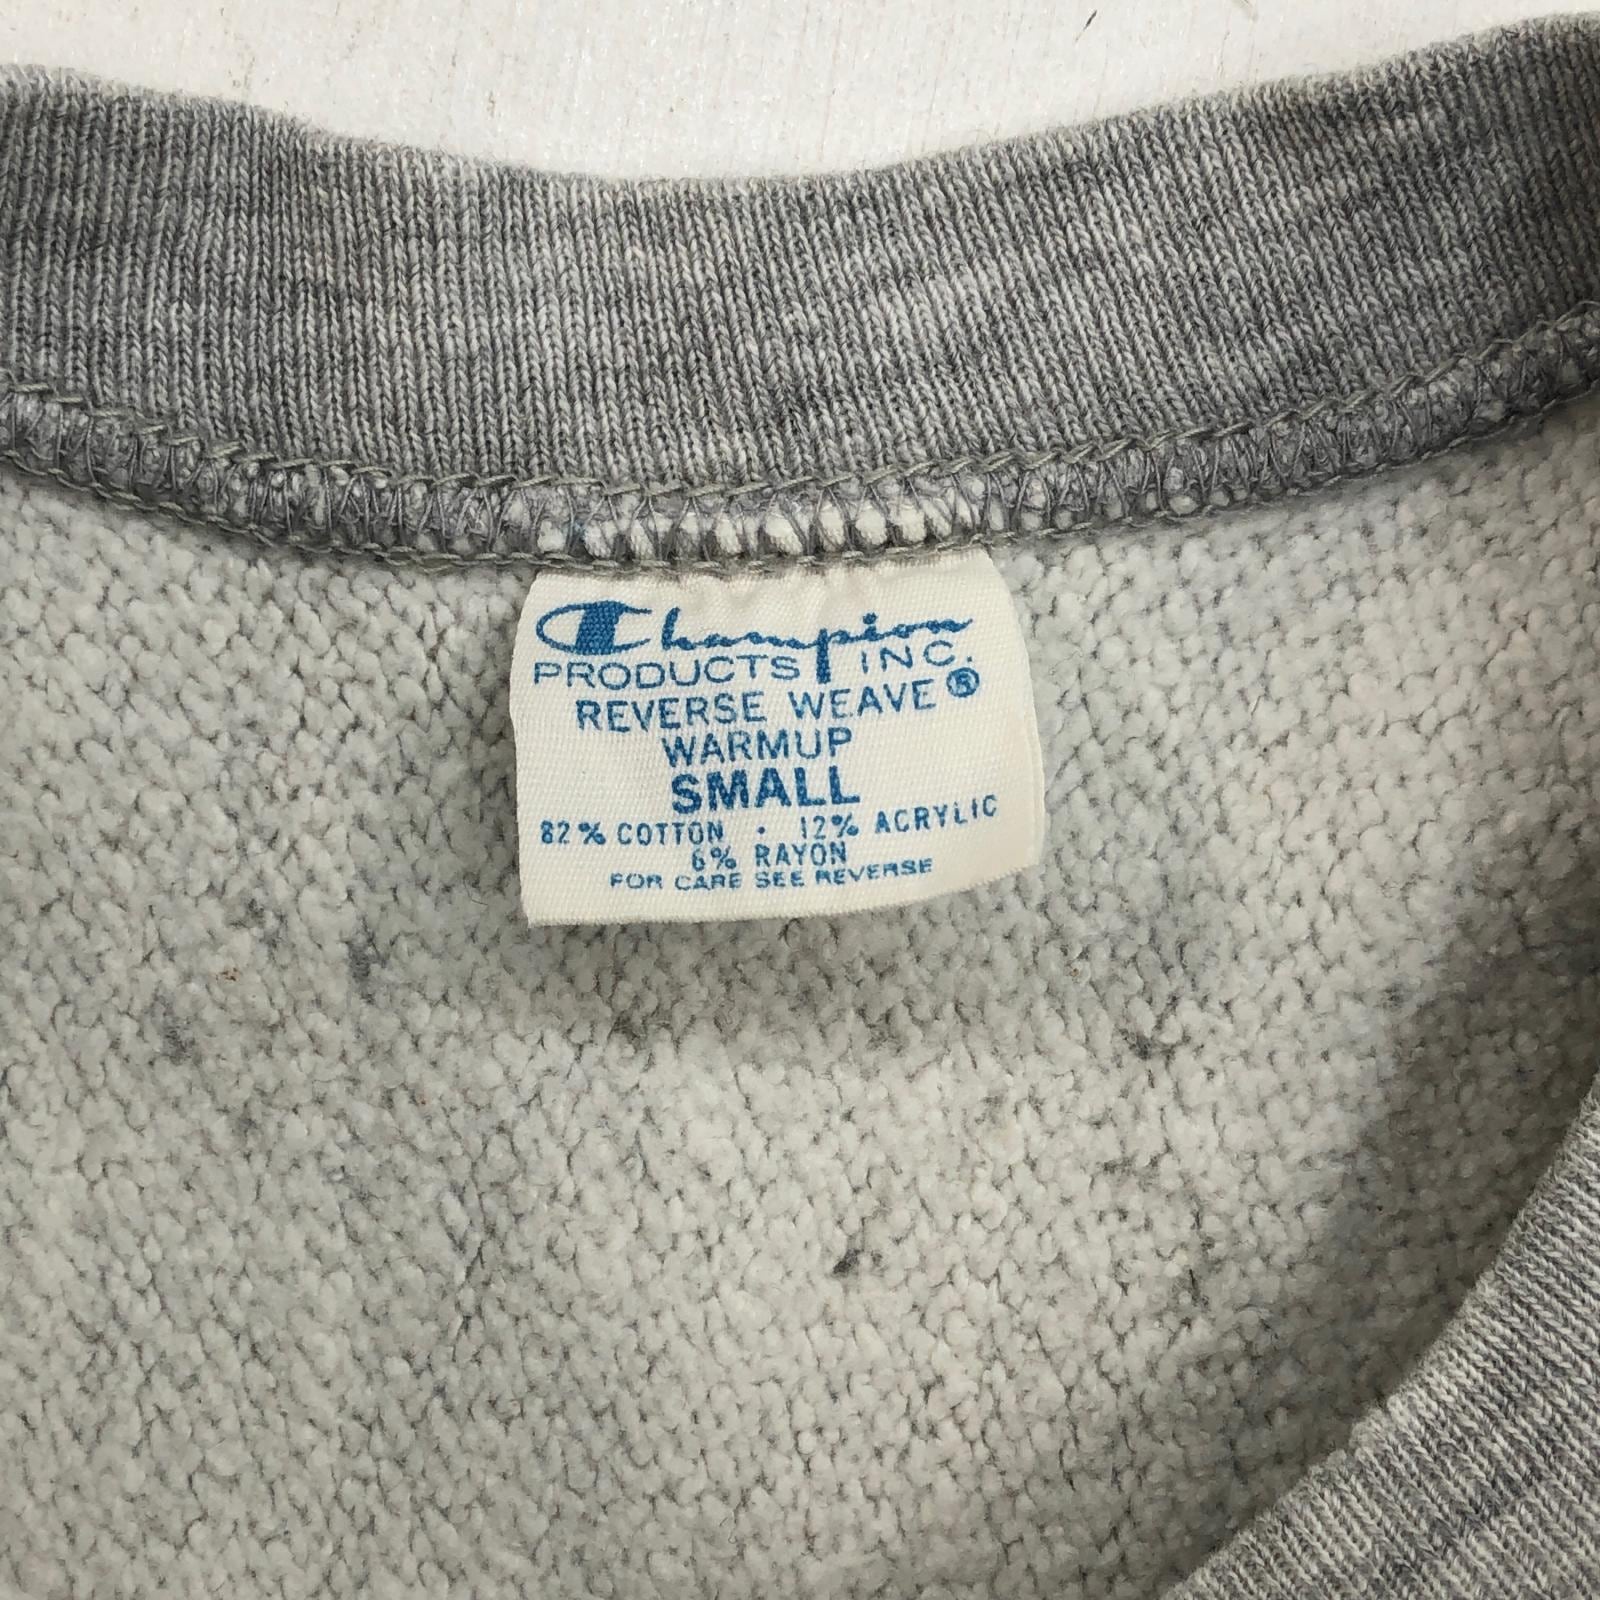 Champion
PRODUCTS INC.
REVERSE WEAVE®
WARMUP
SMALL
82% COTTON · 12% ACRYLIC
6% RAYON
FOR CARE SEE REVERSE